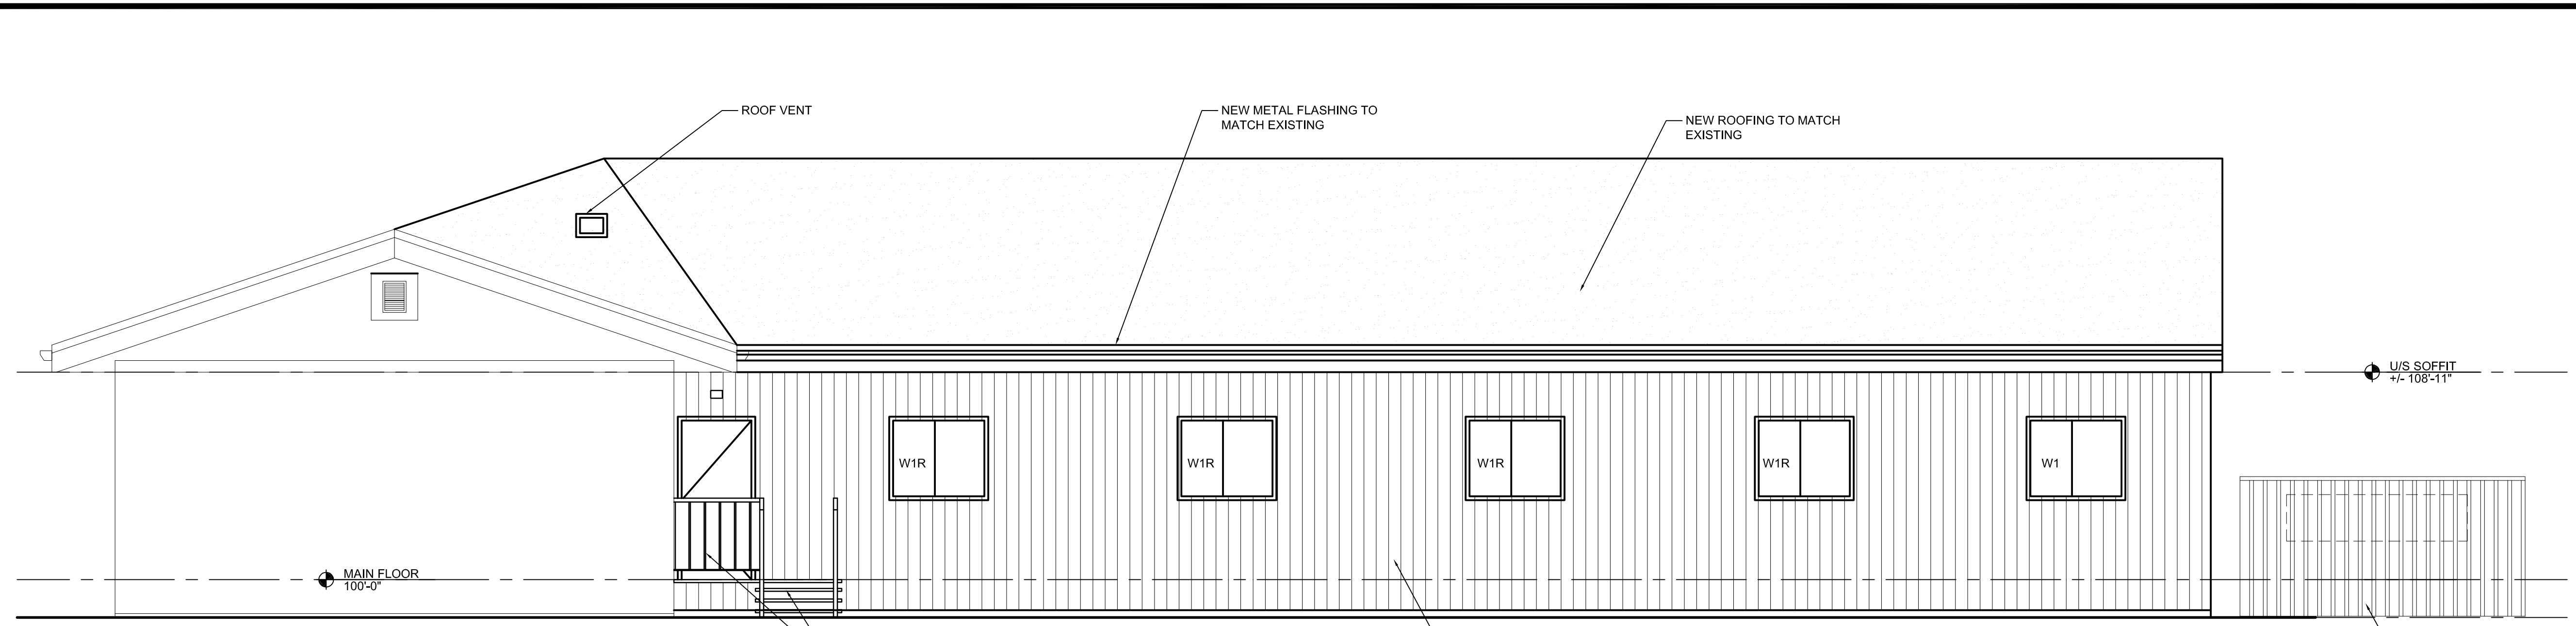 ROOF VENT
NEW METAL FLASHING TO
MATCH EXISTING
NEW ROOFING TO MATCH
EXISTING
U/S SOFFIT
+/- 108'-11"
W1R
W1R
W1R
W1R
W1
MAIN FLOOR
100'-0"